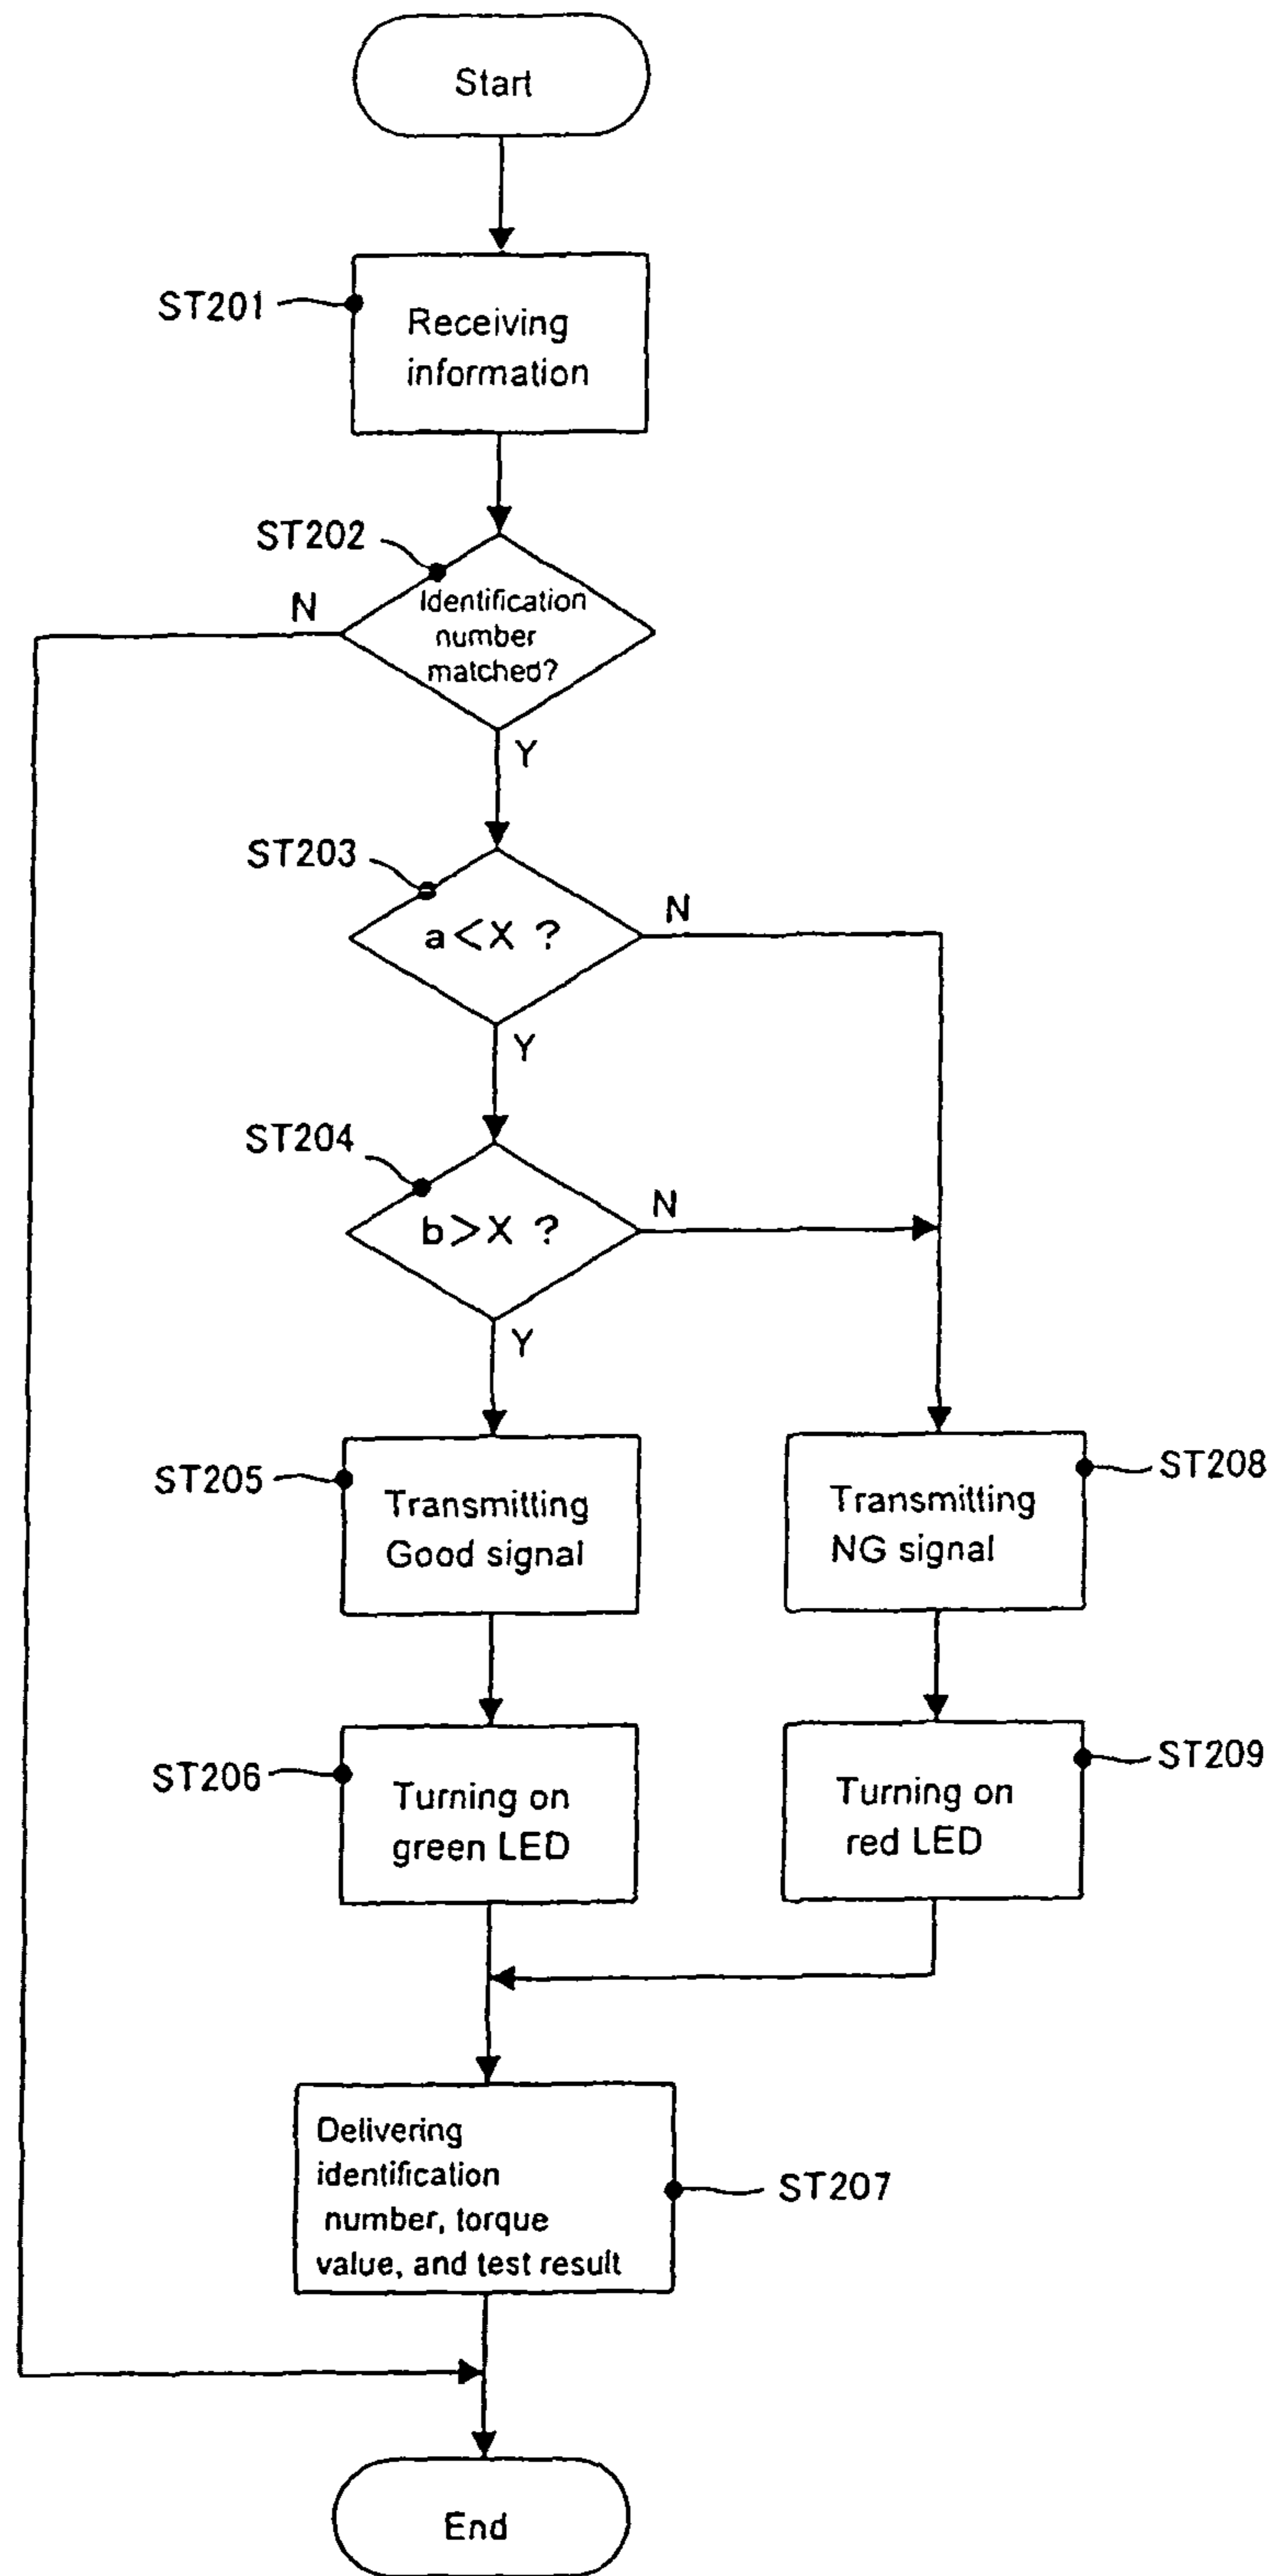 Start
ST201
Receiving
information
ST202
N
Identification
number
matched?
Y
ST203
a<X ?
N
Y
ST204
b>X ?
N
Y
ST205
Transmitting
Good signal
Transmitting
NG signal
ST208
ST206
Turning on
green LED
Turning on
red LED
ST209
Delivering
identification
number, torque
value, and test result
ST207
End